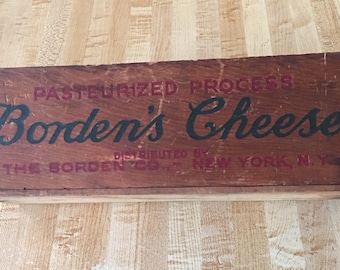 PASTEURIZED PROCESS
Borden's Cheese
DISTRIBUTED BY
THE BORDEN CO., - NEW YORK, N.Y.